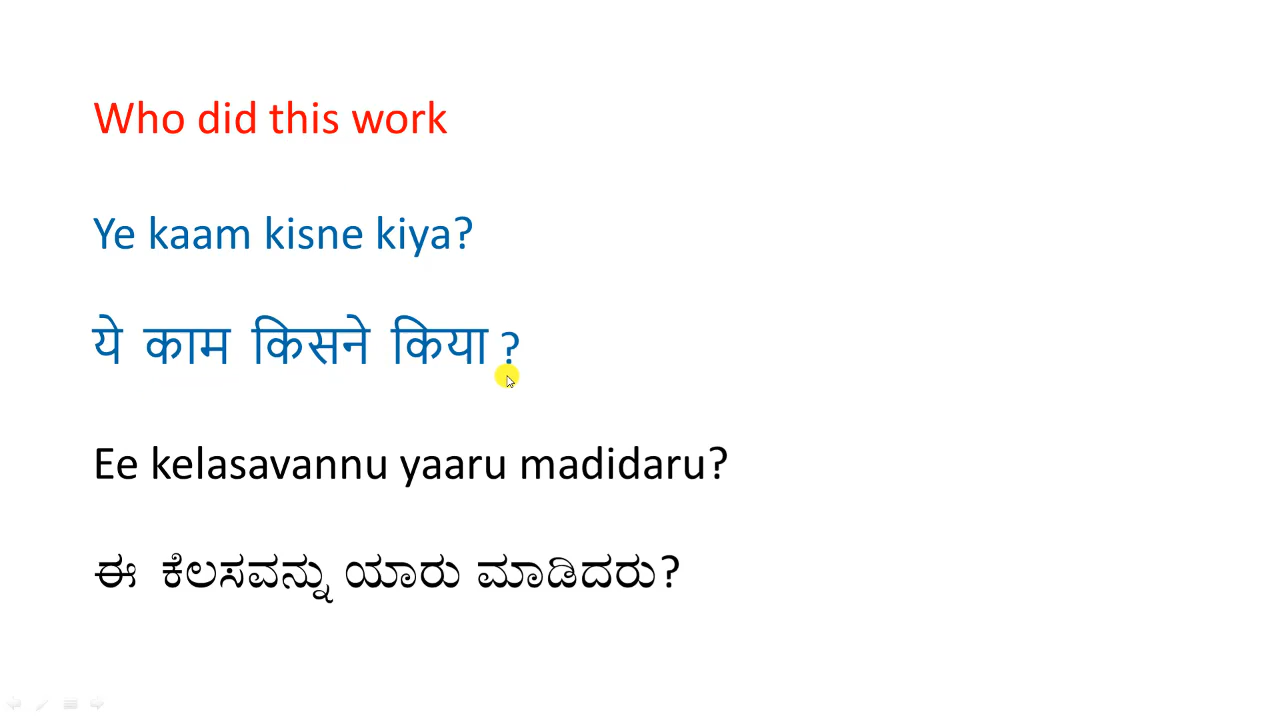 Who did this work
Ye kaam kisne kiya?
ये काम किसने किया ?
Ee kelasavannu yaaru madidaru?
ಈ ಕೆಲಸವನ್ನು ಯಾರು ಮಾಡಿದರು?